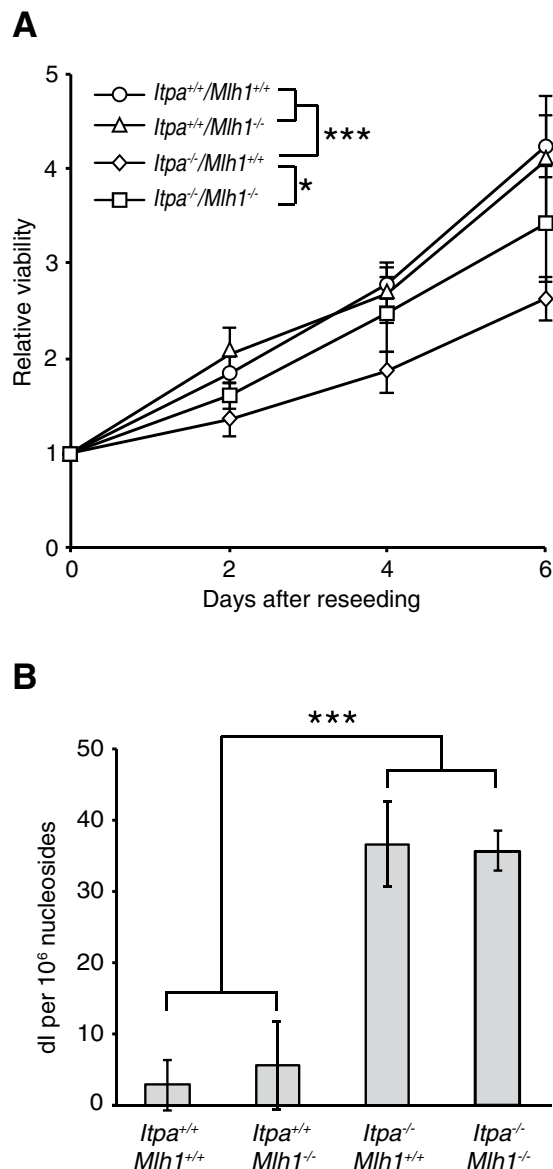 A
5
4
3
2
1
0
Relative viability
Itpa⁺/⁺/Mlh1⁺/⁺
Itpa⁺/⁺/Mlh1⁻/⁻
Itpa⁻/⁻/Mlh1⁺/⁺
Itpa⁻/⁻/Mlh1⁻/⁻
***
*
0 2 4 6
Days after reseeding
B
***
50
40
30
20
10
0
dI per 10⁶ nucleosides
Itpa⁺/⁺ Itpa⁺/⁺ Itpa⁻/⁻ Itpa⁻/⁻
Mlh1⁺/⁺ Mlh1⁻/⁻ Mlh1⁺/⁺ Mlh1⁻/⁻